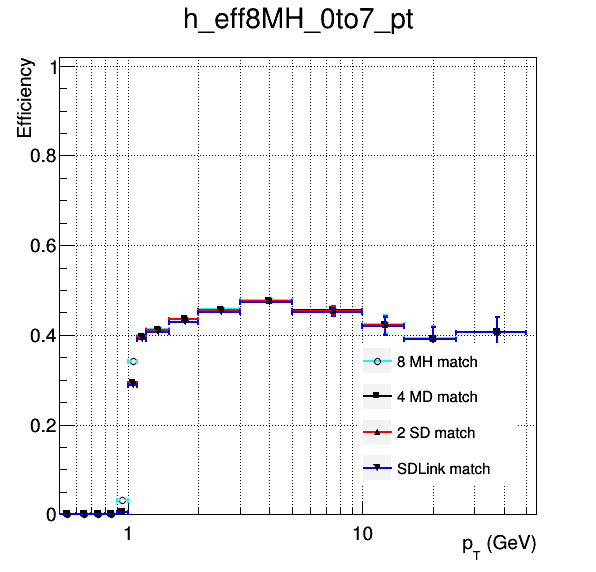 h_eff8MH_0to7_pt
Efficiency
1
0.8
0.6
0.4
0.2
0
8 MH match
4 MD match
2 SD match
SDLink match
1
10
p_T (GeV)